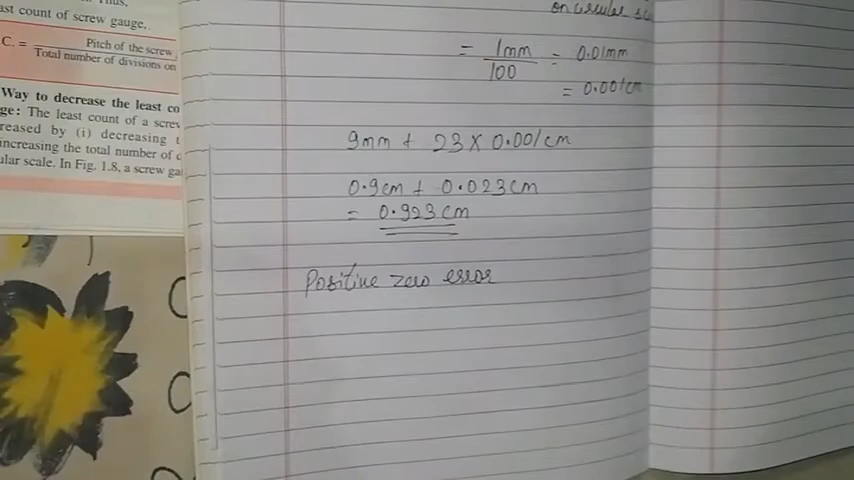 ast count of screw gauge,
C. = Pitch of the screw
Total number of divisions on
Way to decrease the least co
ge: The least count of a screw
reased by (i) decreasing t
increasing the total number of c
ular scale. In Fig. 1.8, a screw ga
on circular sc
= 1mm/100 = 0.01mm
= 0.001cm
9mm + 23 × 0.001cm
0.9cm + 0.023cm
= 0.923cm
Positive zero error